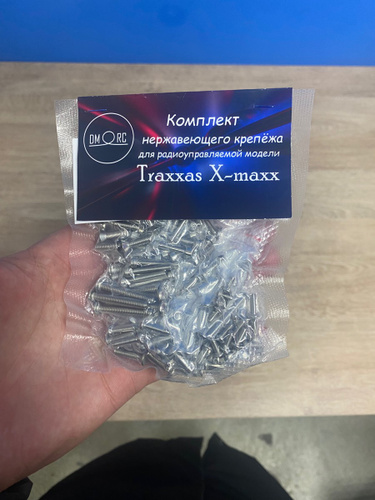 DM RC
Комплект
нержавеющего крепёжа
для радиоуправляемой модели
Traxxas X-maxx